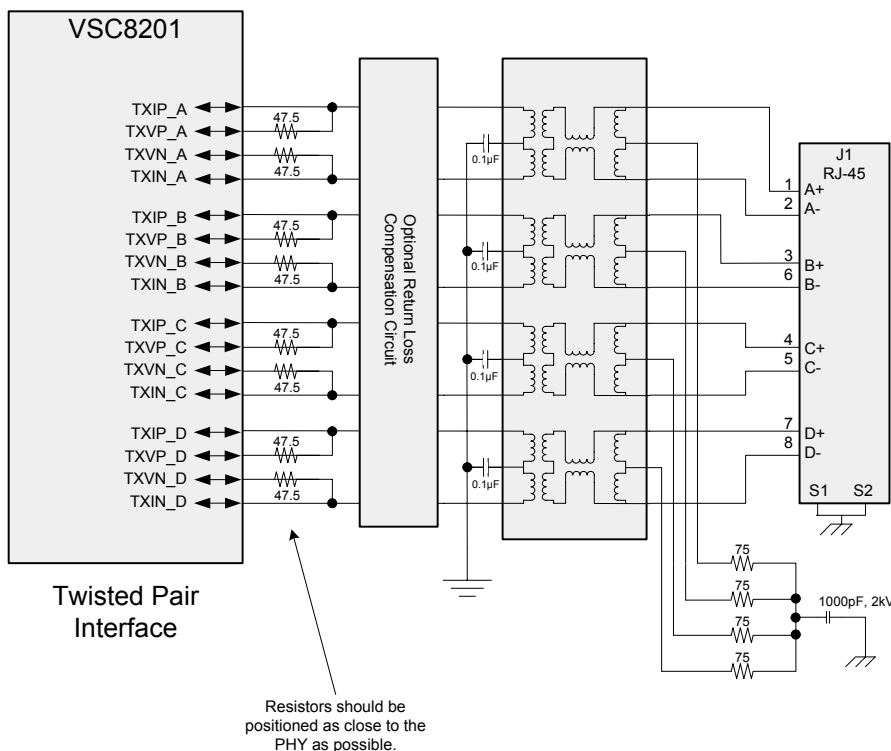 VSC8201
TXIP_A
TXVP_A
TXVN_A
TXIN_A
TXIP_B
TXVP_B
TXVN_B
TXIN_B
TXIP_C
TXVP_C
TXVN_C
TXIN_C
TXIP_D
TXVP_D
TXVN_D
TXIN_D
47.5
47.5
47.5
47.5
47.5
47.5
47.5
47.5
Optional Return Loss
Compensation Circuit
0.1µF
0.1µF
0.1µF
0.1µF
J1
RJ-45
1 A+
2 A-
3 B+
6 B-
4 C+
5 C-
7 D+
8 D-
S1 S2
75
75
75
75
1000pF, 2kV
Twisted Pair
Interface
Resistors should be
positioned as close to the
PHY as possible.